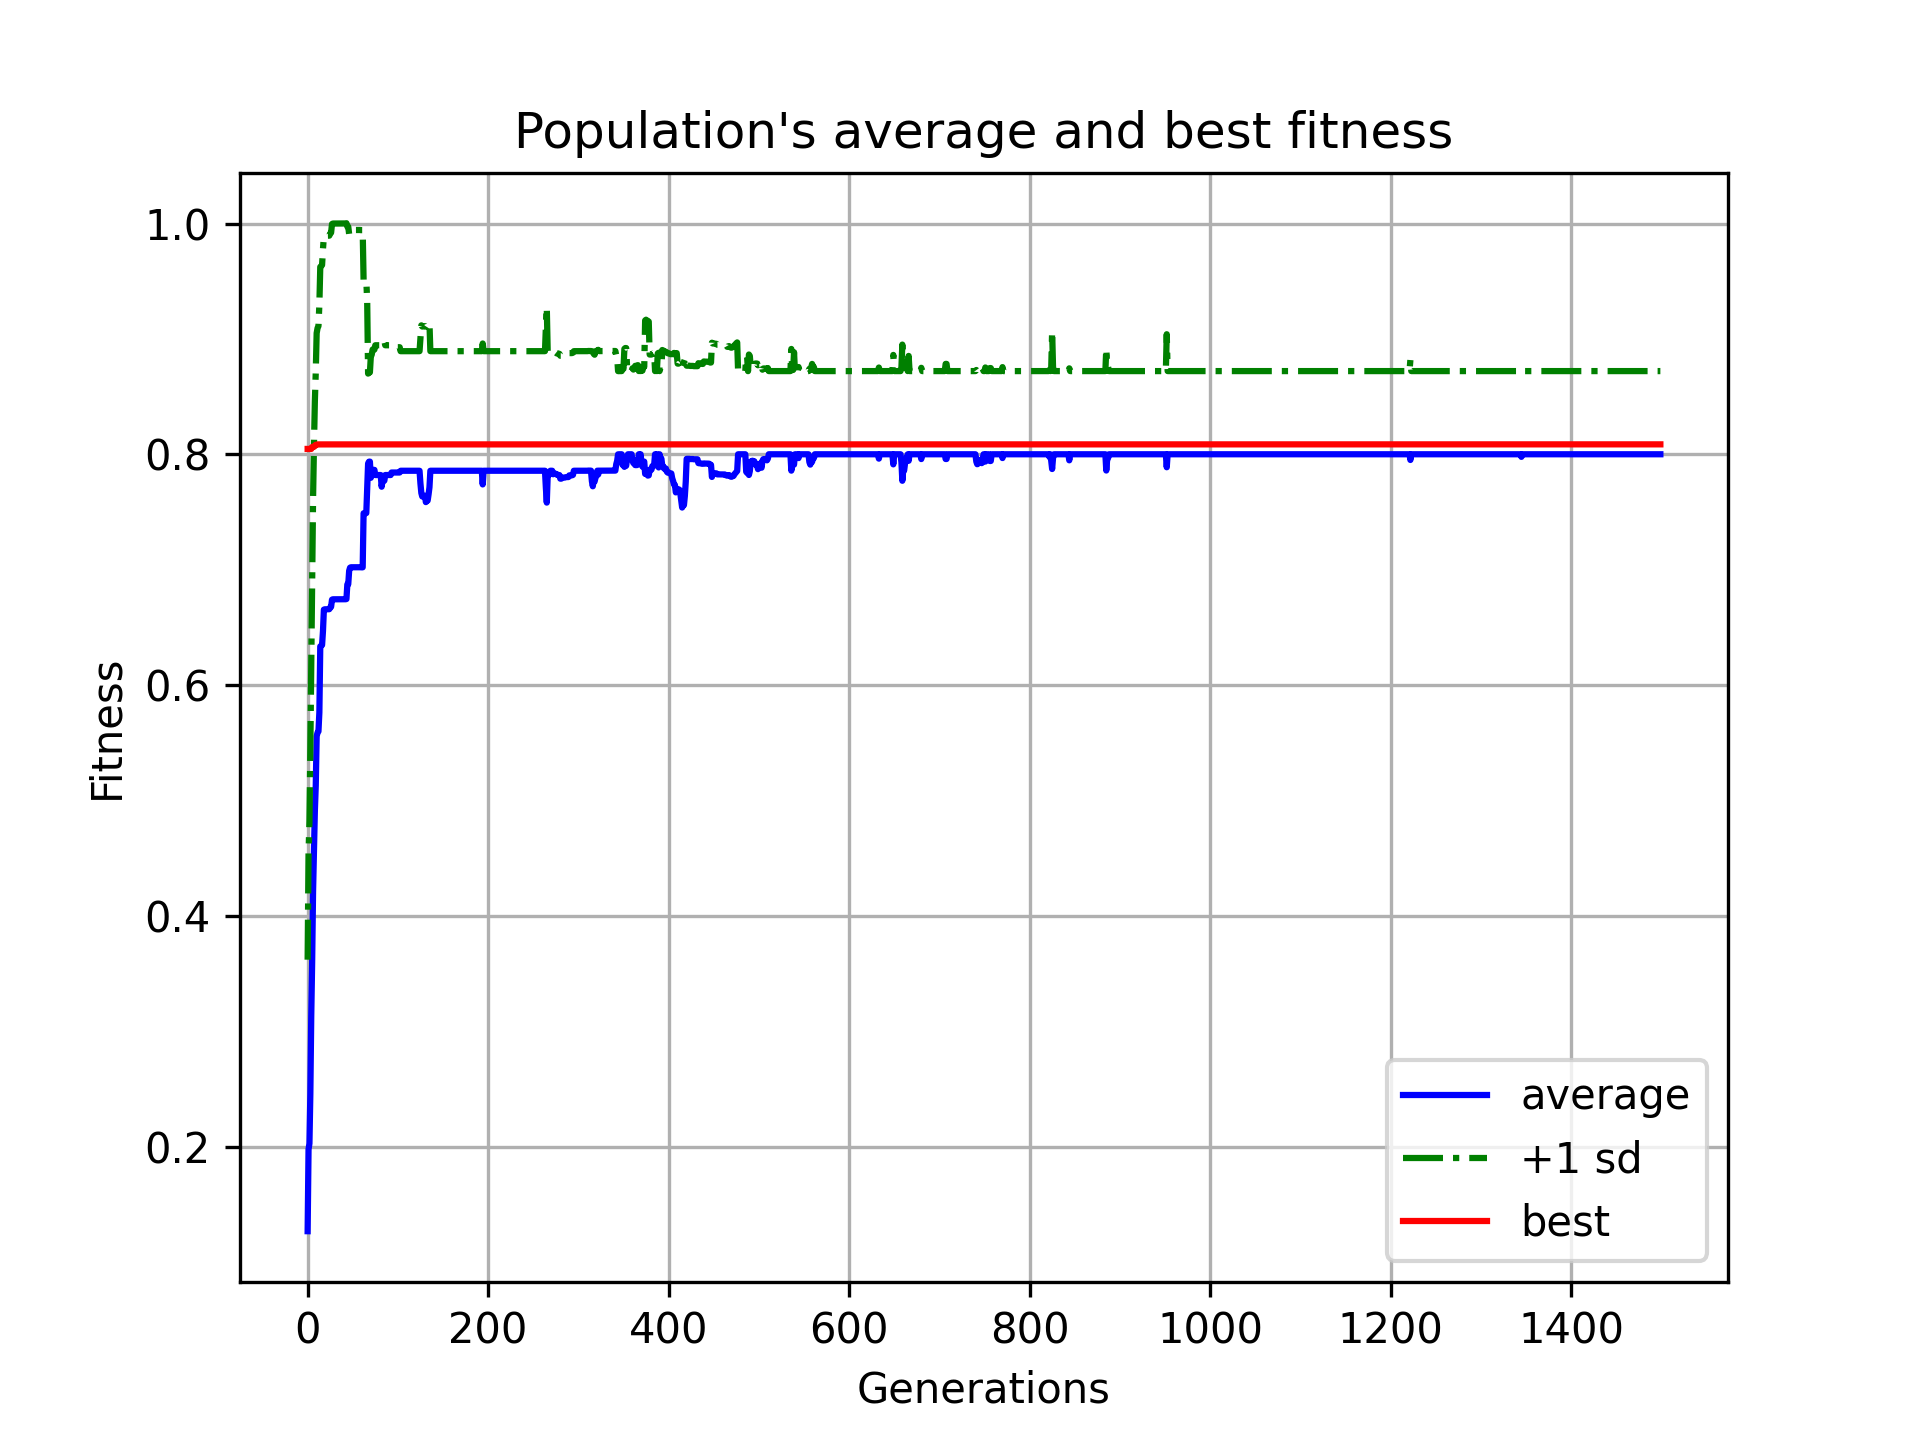 Population's average and best fitness
1.0
0.8
0.6
0.4
0.2
Fitness
0 200 400 600 800 1000 1200 1400
Generations
average
+1 sd
best